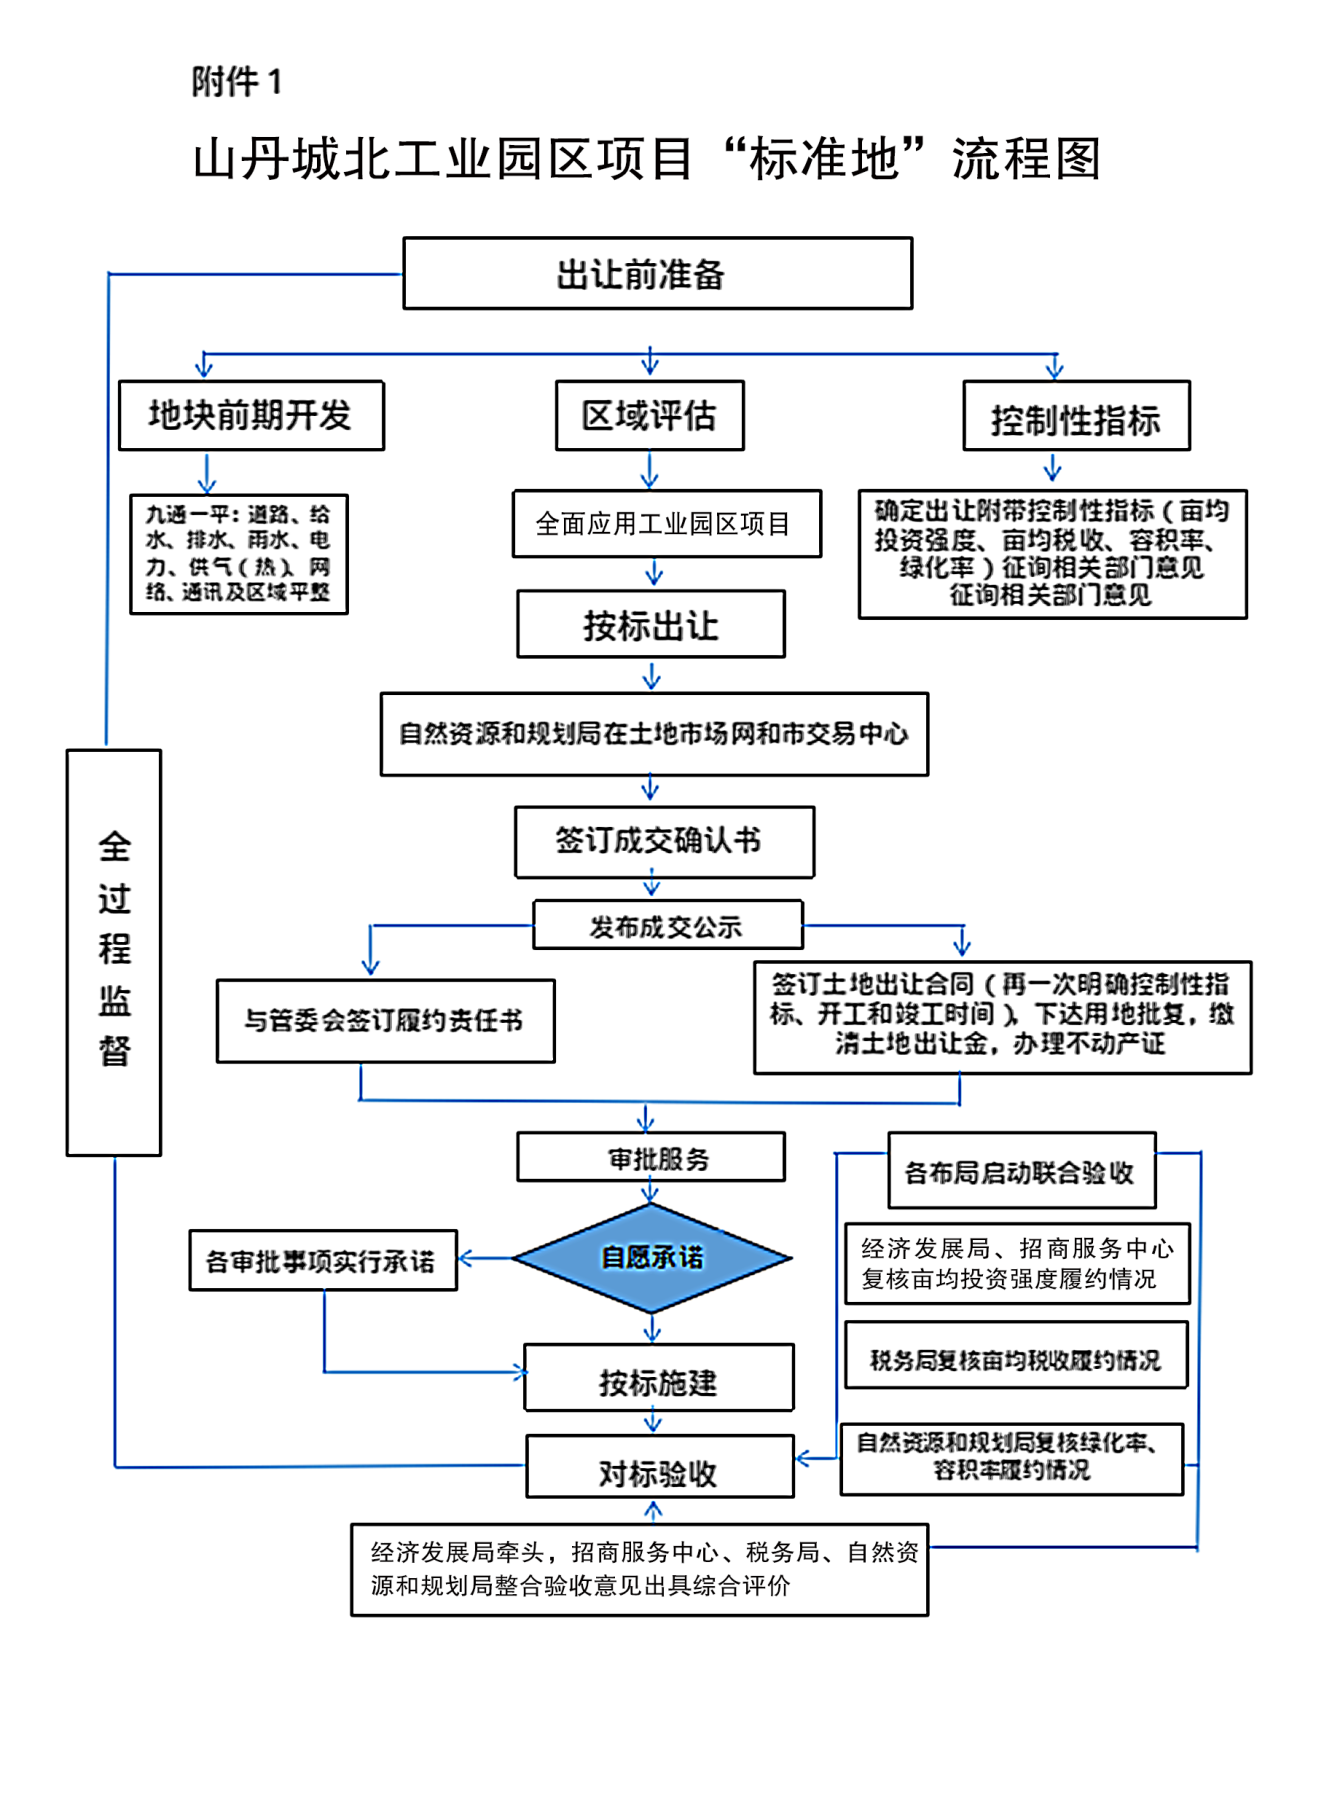 附件 1
山丹城北工业园区项目“标准地”流程图
出让前准备
地块前期开发
区域评估
控制性指标
九通一平：道路、给
水、排水、雨水、电
力、供气（热）、网
络、通讯及区域平整
全面应用工业园区项目
确定出让附带控制性指标（亩均
投资强度、亩均税收、容积率、
绿化率）征询相关部门意见
征询相关部门意见
按标出让
自然资源和规划局在土地市场网和市交易中心
签订成交确认书
发布成交公示
与管委会签订履约责任书
签订土地出让合同（再一次明确控制性指
标、开工和竣工时间），下达用地批复，缴
清土地出让金，办理不动产证
全
过
程
监
督
审批服务
自愿承诺
各审批事项实行承诺
按标施建
对标验收
各布局启动联合验收
经济发展局、招商服务中心
复核亩均投资强度履约情况
税务局复核亩均税收履约情况
自然资源和规划局复核绿化率、
容积率履约情况
经济发展局牵头，招商服务中心、税务局、自然资
源和规划局整合验收意见出具综合评价